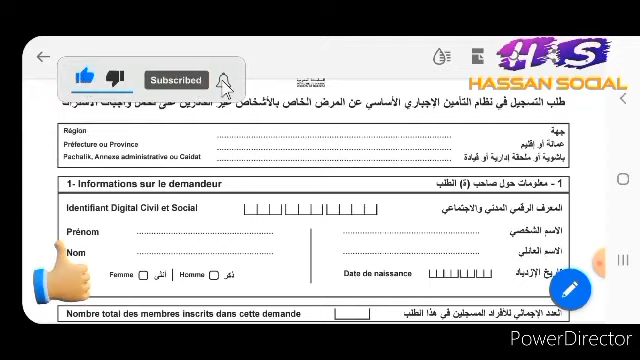 Subscribed
HAS
HASSAN SOCIAL
طلب التسجيل في نظام التأمين الإجباري الأساسي عن المرض الخاص بالأشخاص غير القادرين على تحمل واجبات الاشتراك
Région جهة
Préfecture ou Province عمالة أو إقليم
Pachalik, Annexe administrative ou Caidat باشوية أو ملحقة إدارية أو قيادة
1- Informations sur le demandeur 1 - معلومات حول صاحب (ة) الطلب
Identifiant Digital Civil et Social المعرف الرقمي المدني والاجتماعي
Prénom الاسم الشخصي
Nom الاسم العائلي
Femme أنثى Homme ذكر Date de naissance تاريخ الازدياد
Nombre total des membres inscrits dans cette demande العدد الإجمالي للأفراد المسجلين في هذا الطلب
PowerDirector